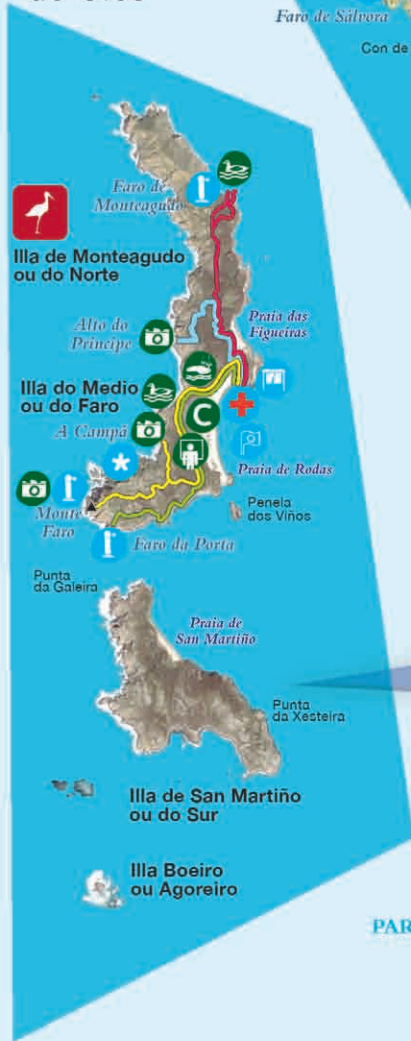 Faro de Sálvora
Con de
Faro de
Monteagudo
Illa de Monteagudo
ou do Norte
Alto do
Príncipe
Praia das
Figueiras
Illa do Medio
ou do Faro
A Campá
C
Praia de Rodas
Monte
Faro
Penela
dos Viños
Faro da Porta
Punta
da Galeira
Praia de
San Martiño
Punta
da Xesteira
Illa de San Martiño
ou do Sur
Illa Boeiro
ou Agoreiro
PAR